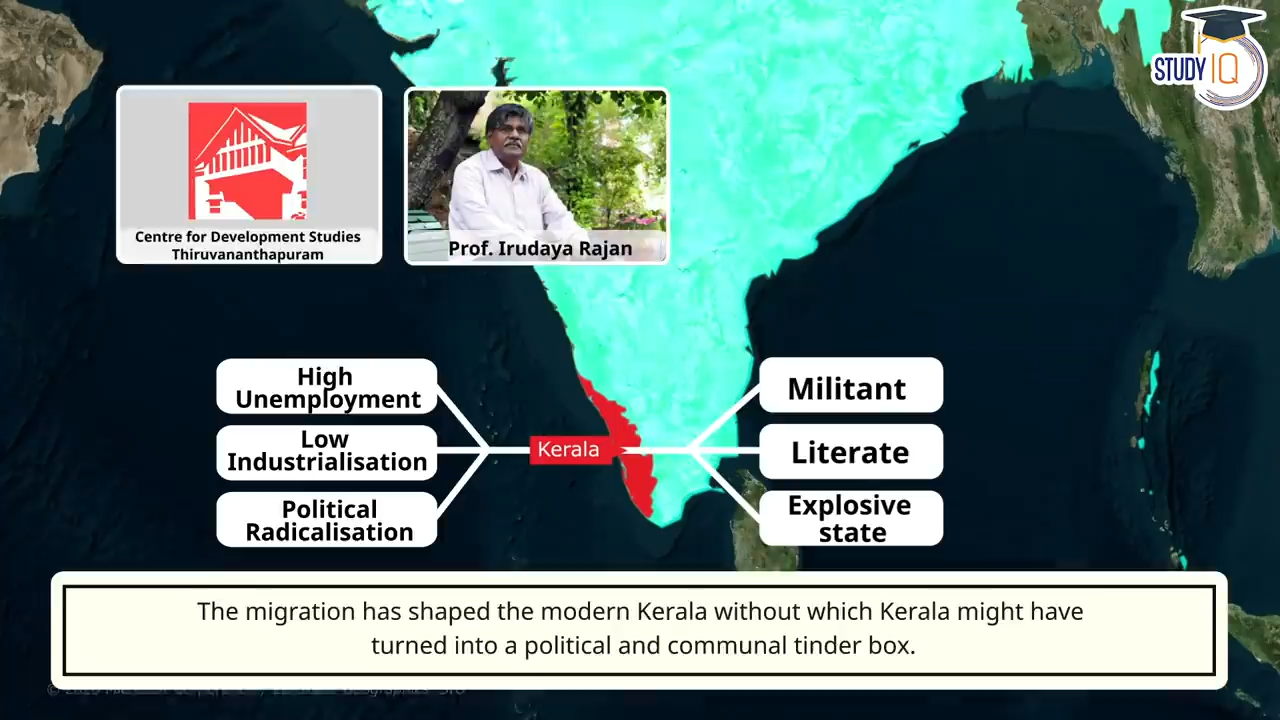 STUDY IQ
Centre for Development Studies
Thiruvananthapuram
Prof. Irudaya Rajan
High
Unemployment
Low
Industrialisation
Political
Radicalisation
Kerala
Militant
Literate
Explosive
state
The migration has shaped the modern Kerala without which Kerala might have
turned into a political and communal tinder box.